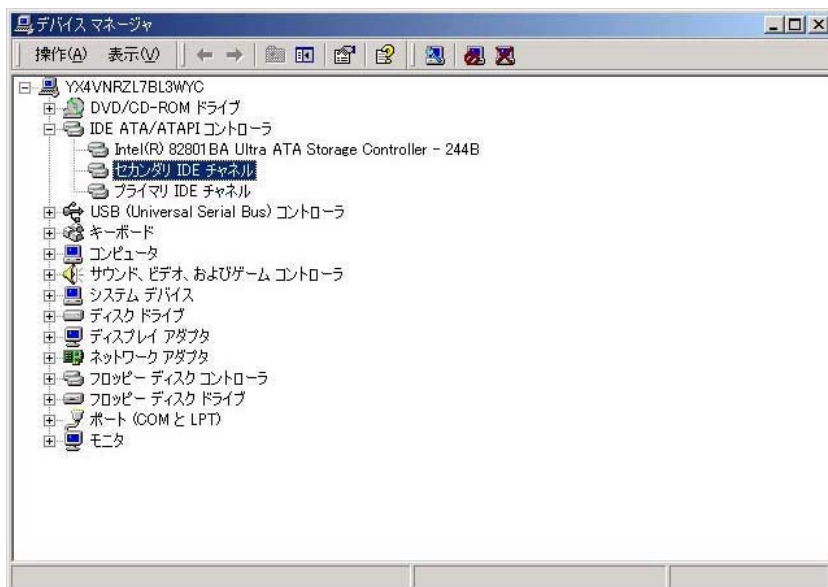 デバイス マネージャ
操作(A) 表示(V)
YX4VNRZL7BL3WYC
DVD/CD-ROM ドライブ
IDE ATA/ATAPI コントローラ
Intel(R) 82801BA Ultra ATA Storage Controller - 244B
セカンダリ IDE チャネル
プライマリ IDE チャネル
USB (Universal Serial Bus) コントローラ
キーボード
コンピュータ
サウンド、ビデオ、およびゲーム コントローラ
システム デバイス
ディスク ドライブ
ディスプレイ アダプタ
ネットワーク アダプタ
フロッピー ディスク コントローラ
フロッピー ディスク ドライブ
ポート (COM と LPT)
モニタ